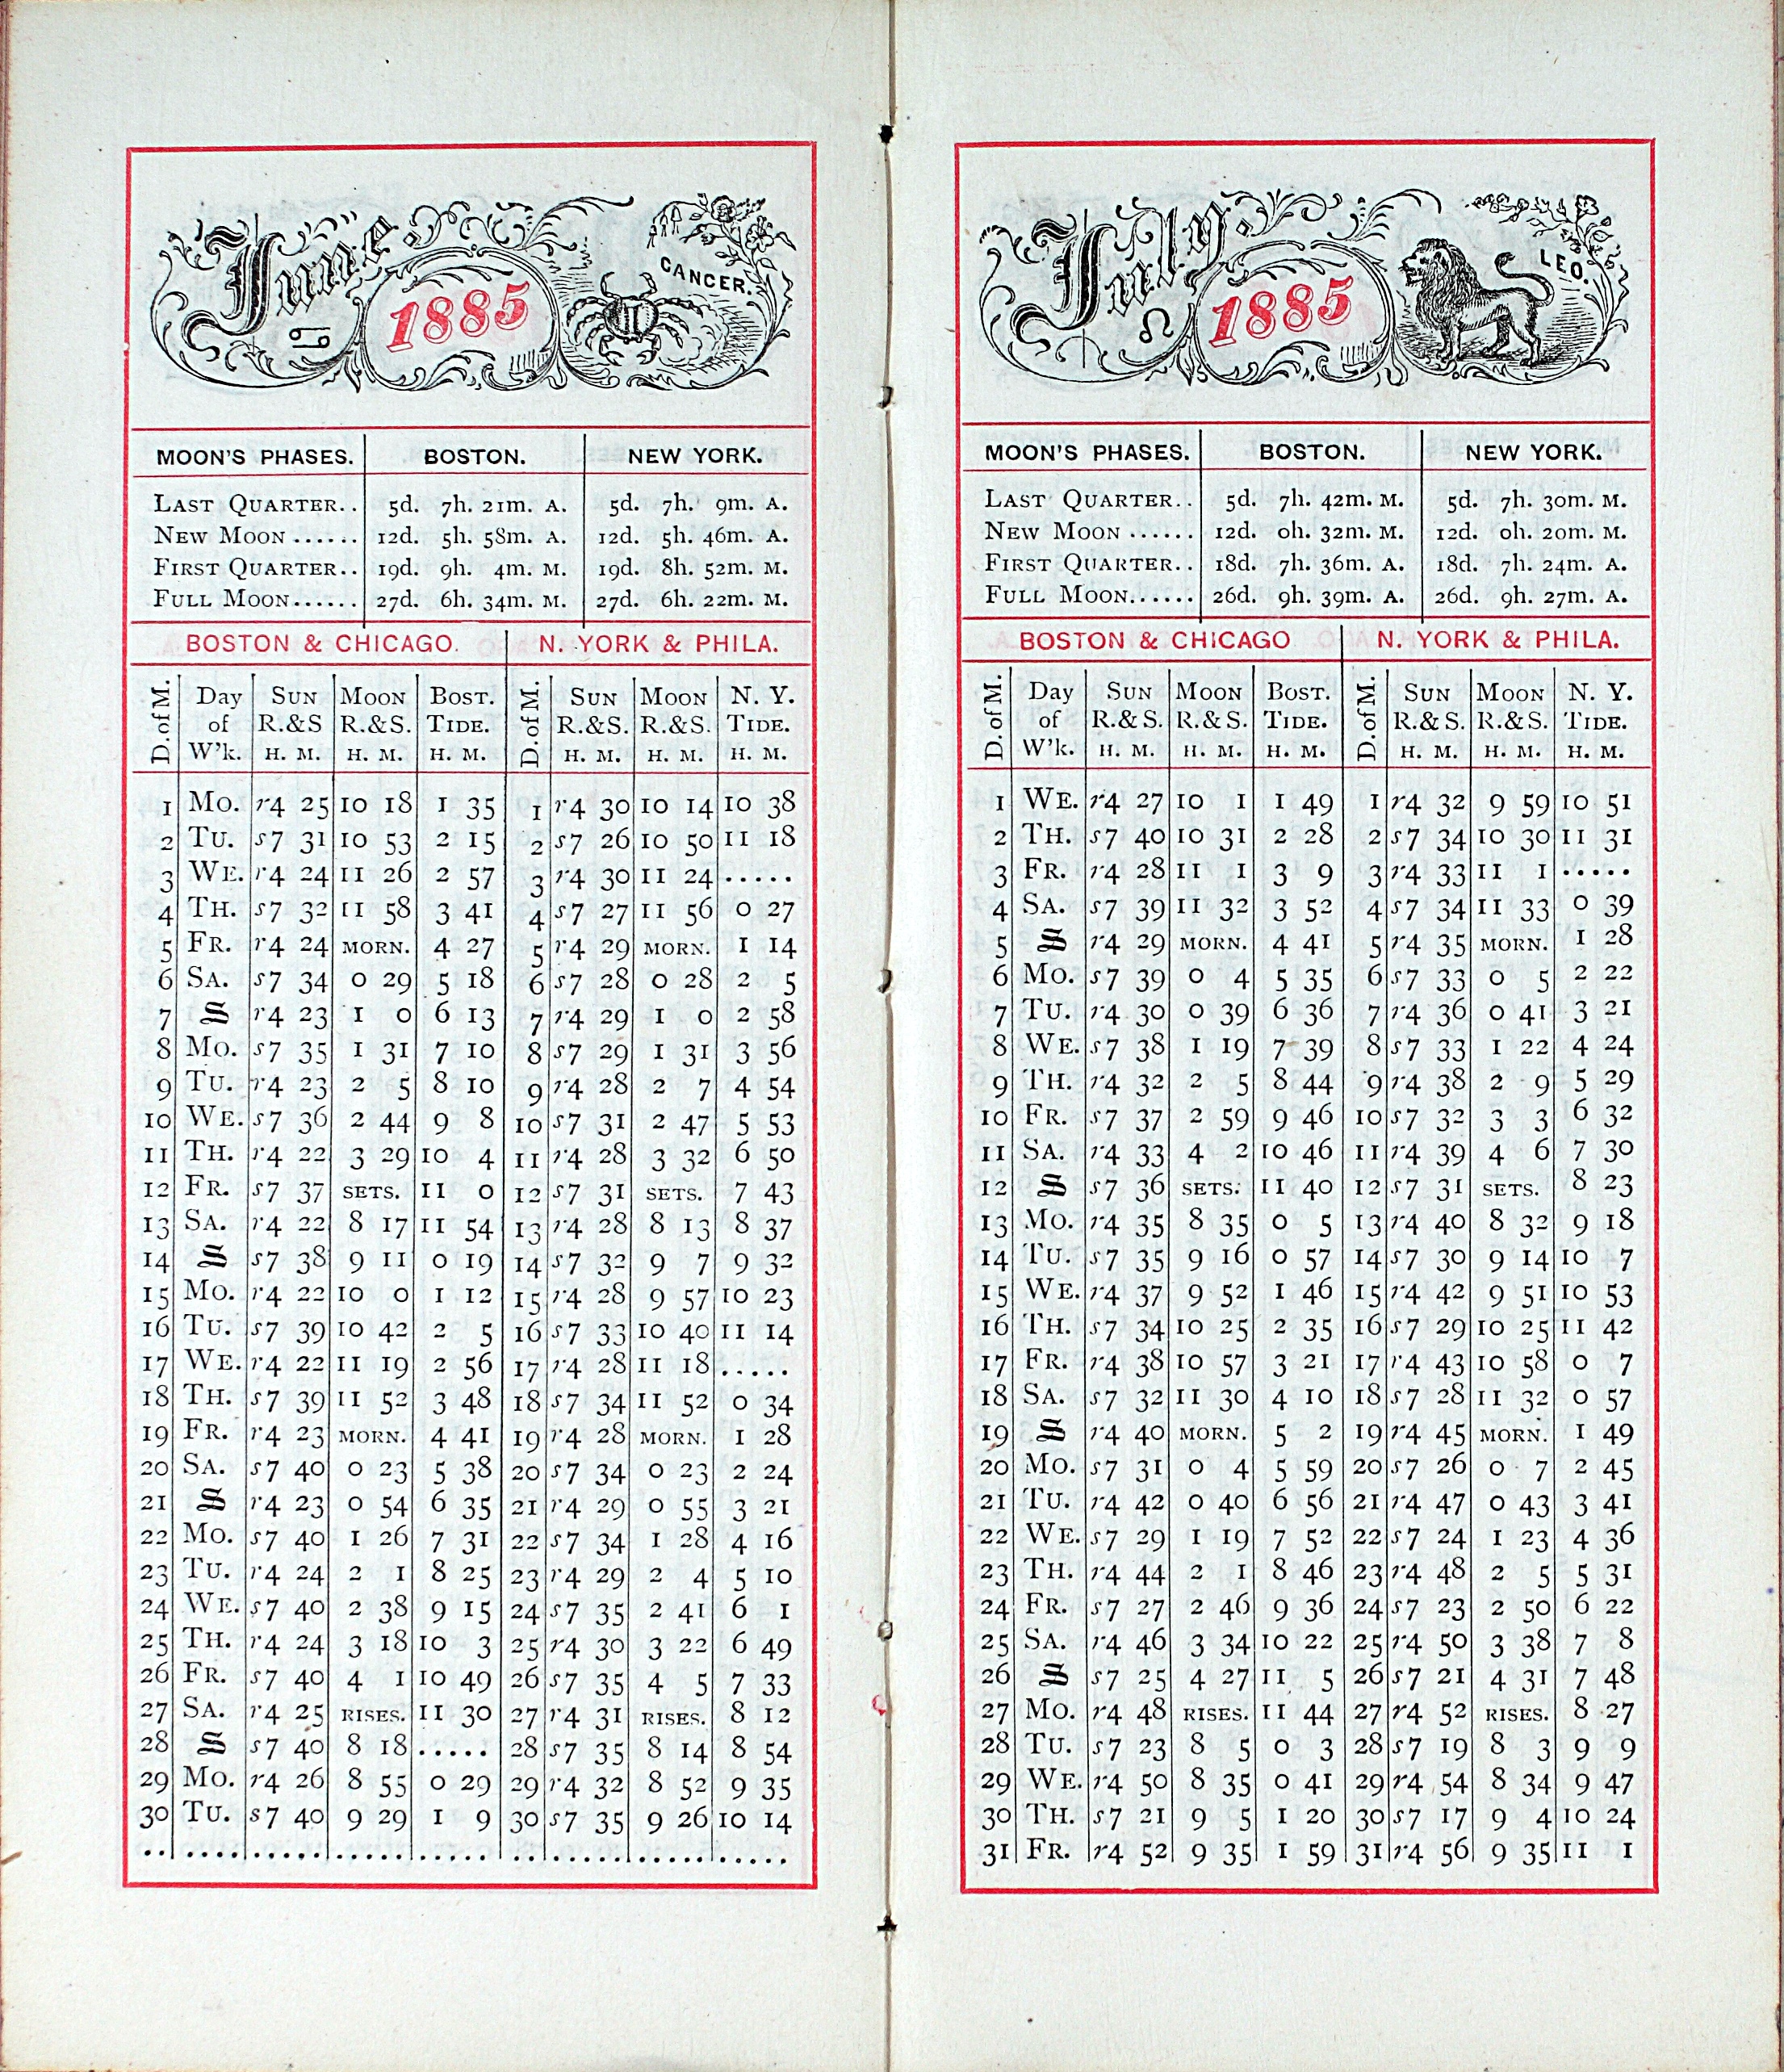 June.
♋
1885
CANCER.
MOON'S PHASES. BOSTON. NEW YORK.
LAST QUARTER.. 5d. 7h. 21m. A. 5d. 7h. 9m. A.
NEW MOON ...... 12d. 5h. 58m. A. 12d. 5h. 46m. A.
FIRST QUARTER.. 19d. 9h. 4m. M. 19d. 8h. 52m. M.
FULL MOON...... 27d. 6h. 34m. M. 27d. 6h. 22m. M.
BOSTON & CHICAGO. N. YORK & PHILA.
D. of M. Day SUN MOON BOST. D. of M. SUN MOON N. Y.
of R.&S R.&S. TIDE. R.&S. R.&S. TIDE.
W'k. H. M. H. M. H. M. H. M. H. M. H. M.
1 MO. r4 25 10 18 1 35 1 r4 30 10 14 10 38
2 TU. s7 31 10 53 2 15 2 s7 26 10 50 11 18
3 WE. r4 24 11 26 2 57 3 r4 30 11 24 .....
4 TH. s7 32 11 58 3 41 4 s7 27 11 56 0 27
5 FR. r4 24 MORN. 4 27 5 r4 29 MORN. 1 14
6 SA. s7 34 0 29 5 18 6 s7 28 0 28 2 5
7 S r4 23 1 0 6 13 7 r4 29 1 0 2 58
8 MO. s7 35 1 31 7 10 8 s7 29 1 31 3 56
9 TU. r4 23 2 5 8 10 9 r4 28 2 7 4 54
10 WE. s7 36 2 44 9 8 10 s7 31 2 47 5 53
11 TH. r4 22 3 29 10 4 11 r4 28 3 32 6 50
12 FR. s7 37 SETS. 11 0 12 s7 31 SETS. 7 43
13 SA. r4 22 8 17 11 54 13 r4 28 8 13 8 37
14 S s7 38 9 11 0 19 14 s7 32 9 7 9 32
15 MO. r4 22 10 0 1 12 15 r4 28 9 57 10 23
16 TU. s7 39 10 42 2 5 16 s7 33 10 40 11 14
17 WE. r4 22 11 19 2 56 17 r4 28 11 18 .....
18 TH. s7 39 11 52 3 48 18 s7 34 11 52 0 34
19 FR. r4 23 MORN. 4 41 19 r4 28 MORN. 1 28
20 SA. s7 40 0 23 5 38 20 s7 34 0 23 2 24
21 S r4 23 0 54 6 35 21 r4 29 0 55 3 21
22 MO. s7 40 1 26 7 31 22 s7 34 1 28 4 16
23 TU. r4 24 2 1 8 25 23 r4 29 2 4 5 10
24 WE. s7 40 2 38 9 15 24 s7 35 2 41 6 1
25 TH. r4 24 3 18 10 3 25 r4 30 3 22 6 49
26 FR. s7 40 4 1 10 49 26 s7 35 4 5 7 33
27 SA. r4 25 RISES. 11 30 27 r4 31 RISES. 8 12
28 S s7 40 8 18 ..... 28 s7 35 8 14 8 54
29 MO. r4 26 8 55 0 29 29 r4 32 8 52 9 35
30 TU. s7 40 9 29 1 9 30 s7 35 9 26 10 14
July.
♌
1885
LEO.
MOON'S PHASES. BOSTON. NEW YORK.
LAST QUARTER.. 5d. 7h. 42m. M. 5d. 7h. 30m. M.
NEW MOON ...... 12d. 0h. 32m. M. 12d. 0h. 20m. M.
FIRST QUARTER.. 18d. 7h. 36m. A. 18d. 7h. 24m. A.
FULL MOON...... 26d. 9h. 39m. A. 26d. 9h. 27m. A.
BOSTON & CHICAGO N. YORK & PHILA.
D. of M. Day SUN MOON BOST. D. of M. SUN MOON N. Y.
of R.&S. R.&S. TIDE. R.&S. R.&S. TIDE.
W'k. H. M. H. M. H. M. H. M. H. M. H. M.
1 WE. r4 27 10 1 1 49 1 r4 32 9 59 10 51
2 TH. s7 40 10 31 2 28 2 s7 34 10 30 11 31
3 FR. r4 28 11 1 3 9 3 r4 33 11 1 .....
4 SA. s7 39 11 32 3 52 4 s7 34 11 33 0 39
5 S r4 29 MORN. 4 41 5 r4 35 MORN. 1 28
6 MO. s7 39 0 4 5 35 6 s7 33 0 5 2 22
7 TU. r4 30 0 39 6 36 7 r4 36 0 41 3 21
8 WE. s7 38 1 19 7 39 8 s7 33 1 22 4 24
9 TH. r4 32 2 5 8 44 9 r4 38 2 9 5 29
10 FR. s7 37 2 59 9 46 10 s7 32 3 3 6 32
11 SA. r4 33 4 2 10 46 11 r4 39 4 6 7 30
12 S s7 36 SETS. 11 40 12 s7 31 SETS. 8 23
13 MO. r4 35 8 35 0 5 13 r4 40 8 32 9 18
14 TU. s7 35 9 16 0 57 14 s7 30 9 14 10 7
15 WE. r4 37 9 52 1 46 15 r4 42 9 51 10 53
16 TH. s7 34 10 25 2 35 16 s7 29 10 25 11 42
17 FR. r4 38 10 57 3 21 17 r4 43 10 58 0 7
18 SA. s7 32 11 30 4 10 18 s7 28 11 32 0 57
19 S r4 40 MORN. 5 2 19 r4 45 MORN. 1 49
20 MO. s7 31 0 4 5 59 20 s7 26 0 7 2 45
21 TU. r4 42 0 40 6 56 21 r4 47 0 43 3 41
22 WE. s7 29 1 19 7 52 22 s7 24 1 23 4 36
23 TH. r4 44 2 1 8 46 23 r4 48 2 5 5 31
24 FR. s7 27 2 46 9 36 24 s7 23 2 50 6 22
25 SA. r4 46 3 34 10 22 25 r4 50 3 38 7 8
26 S s7 25 4 27 11 5 26 s7 21 4 31 7 48
27 MO. r4 48 RISES. 11 44 27 r4 52 RISES. 8 27
28 TU. s7 23 8 5 0 3 28 s7 19 8 3 9 9
29 WE. r4 50 8 35 0 41 29 r4 54 8 34 9 47
30 TH. s7 21 9 5 1 20 30 s7 17 9 4 10 24
31 FR. r4 52 9 35 1 59 31 r4 56 9 35 11 1